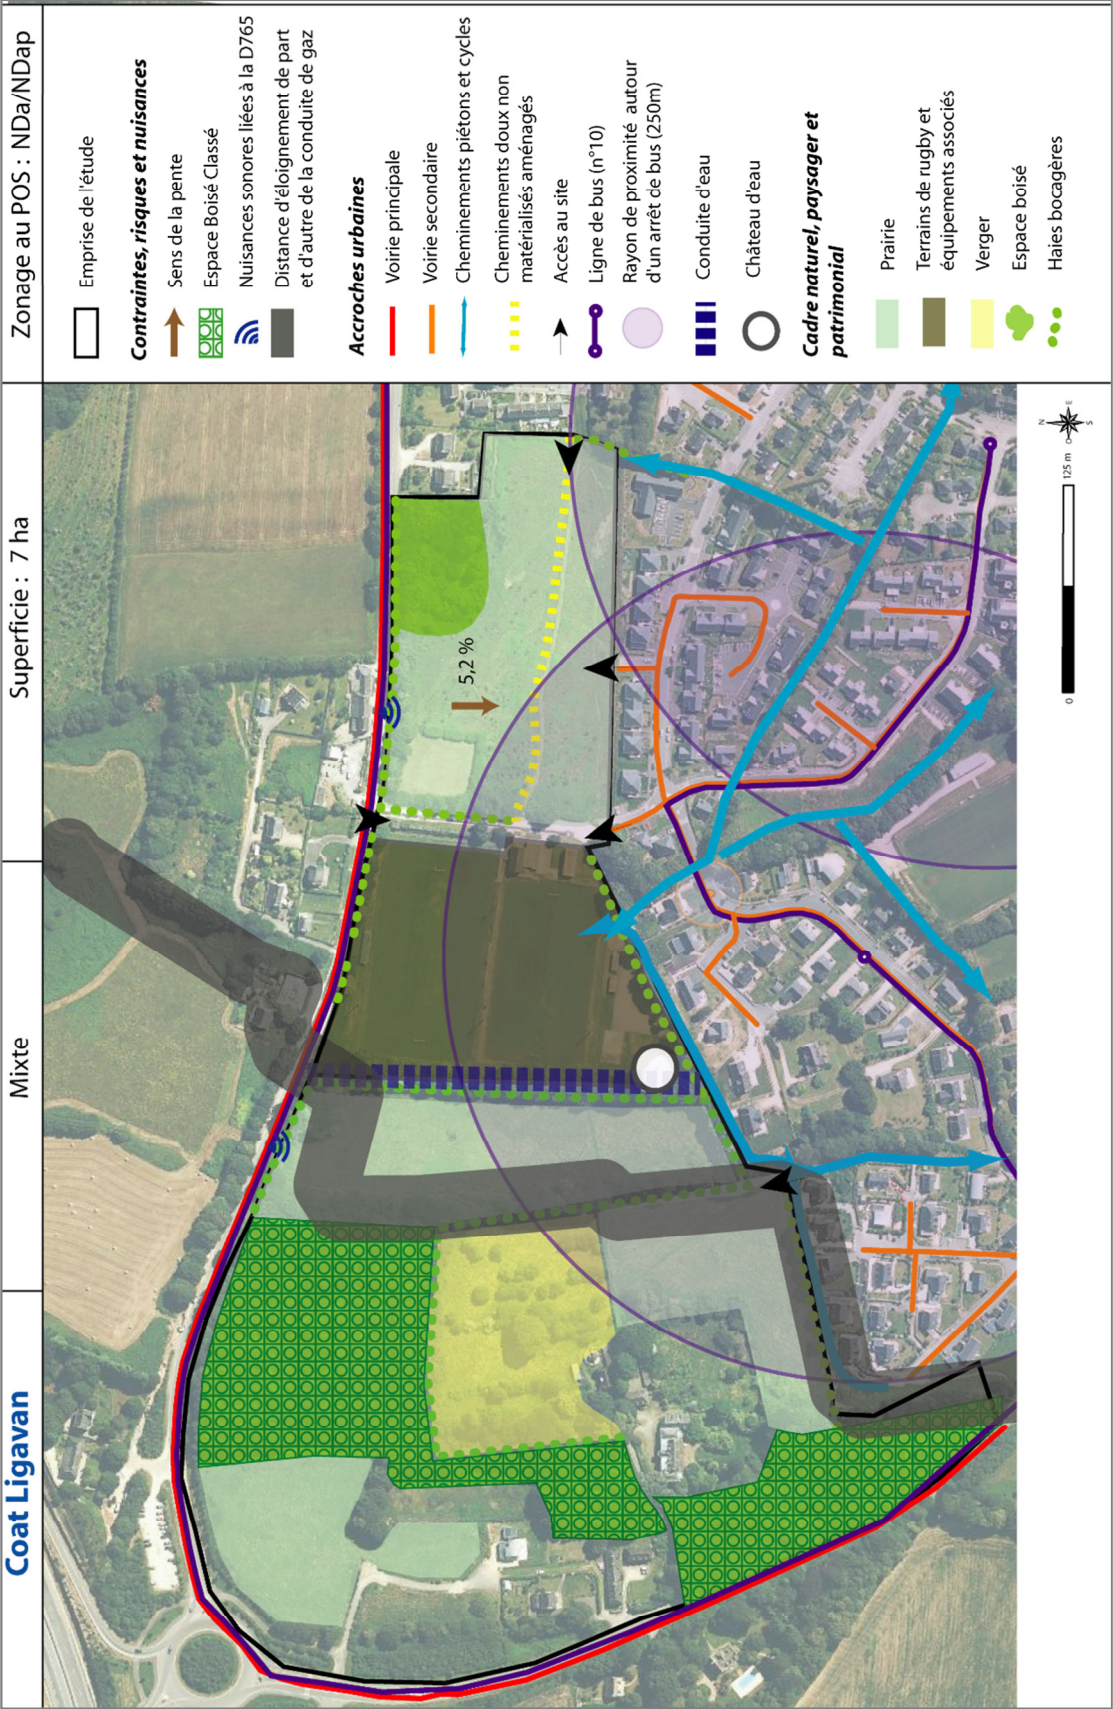 Coat Ligavan
Mixte
Superficie : 7 ha
Zonage au POS : NDa/NDap
5,2 %
Emprise de l'étude
Contraintes, risques et nuisances
Sens de la pente
Espace Boisé Classé
Nuisances sonores liées à la D765
Distance d'éloignement de part
et d'autre de la conduite de gaz
Accroches urbaines
Voirie principale
Voirie secondaire
Cheminements piétons et cycles
Cheminements doux non
matérialisés aménagés
Accès au site
Ligne de bus (n°10)
Rayon de proximité autour
d'un arrêt de bus (250m)
Conduite d'eau
Château d'eau
Cadre naturel, paysager et
patrimonial
Prairie
Terrains de rugby et
équipements associés
Verger
Espace boisé
Haies bocagères
0 125 m
N
O E
S